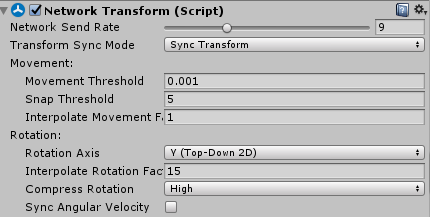 Network Transform (Script)
Network Send Rate 9
Transform Sync Mode Sync Transform
Movement:
Movement Threshold 0.001
Snap Threshold 5
Interpolate Movement Fa 1
Rotation:
Rotation Axis Y (Top-Down 2D)
Interpolate Rotation Fact 15
Compress Rotation High
Sync Angular Velocity